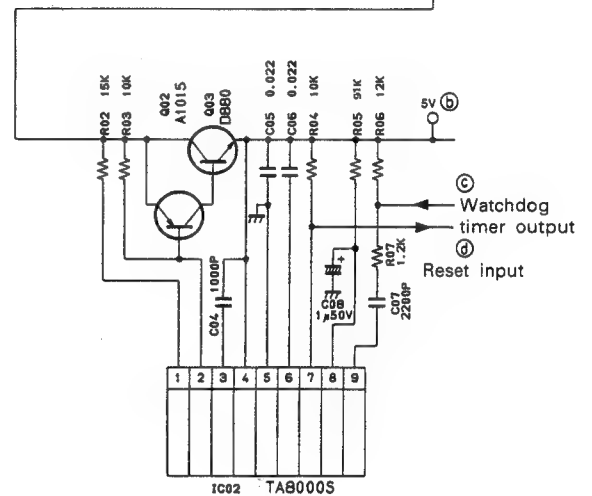 R02 15K
R03 10K
Q02 A1015
Q03 D880
C05 0.022
C06 0.022
R04 10K
R05 91K
R06 12K
5V ⓑ
ⓒ
Watchdog
timer output
ⓓ
Reset input
R07 1.2K
C07 2200P
+
C08
1µ50V
C04 1000P
1 2 3 4 5 6 7 8 9
IC02 TA8000S